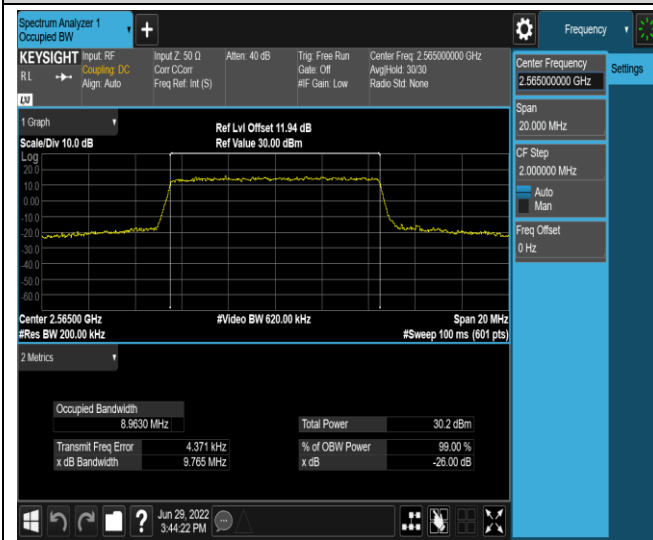 Spectrum Analyzer 1
Occupied BW
+
Frequency
KEYSIGHT
RL
LXI
Input: RF
Coupling: DC
Align: Auto
Input Z: 50 Ω
Corr CCorr
Freq Ref: Int (S)
Atten: 40 dB
Trig: Free Run
Gate: Off
#IF Gain: Low
Center Freq: 2.565000000 GHz
Avg|Hold: 30/30
Radio Std: None
Center Frequency
2.565000000 GHz
Settings
Span
20.000 MHz
CF Step
2.000000 MHz
Auto
Man
Freq Offset
0 Hz
1 Graph
Scale/Div 10.0 dB
Ref Lvl Offset 11.94 dB
Ref Value 30.00 dBm
Log
20.0
10.0
0.00
-10.0
-20.0
-30.0
-40.0
-50.0
-60.0
Center 2.56500 GHz
#Video BW 620.00 kHz
Span 20 MHz
#Res BW 200.00 kHz
#Sweep 100 ms (601 pts)
2 Metrics
Occupied Bandwidth
8.9630 MHz
Total Power 30.2 dBm
Transmit Freq Error 4.371 kHz
% of OBW Power 99.00 %
x dB Bandwidth 9.765 MHz
x dB -26.00 dB
?
Jun 29, 2022
3:44:22 PM